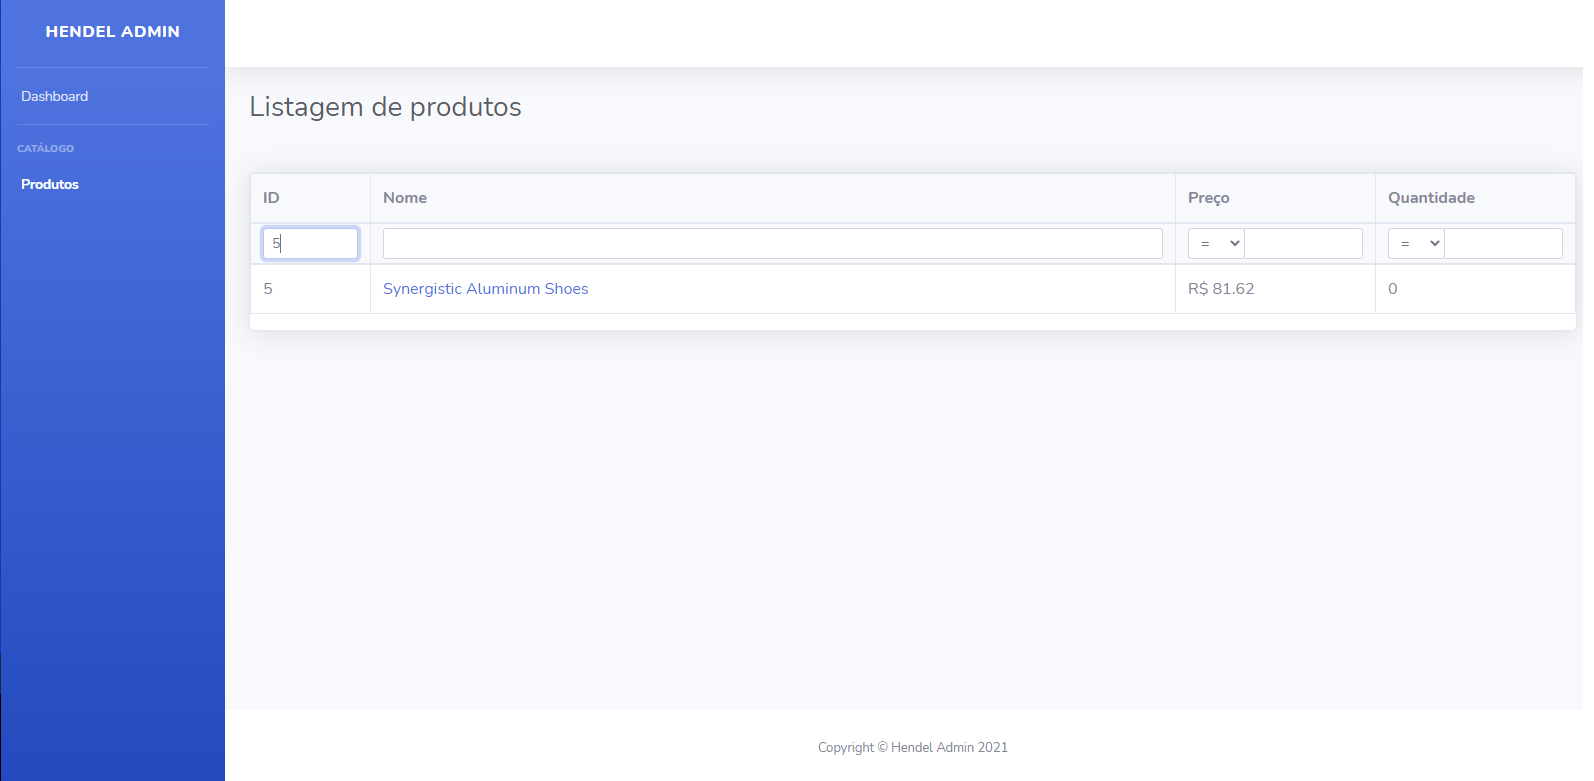 HENDEL ADMIN
Dashboard
CATÁLOGO
Produtos
Listagem de produtos
ID Nome Preço Quantidade
5 = =
5 Synergistic Aluminum Shoes R$ 81.62 0
Copyright © Hendel Admin 2021